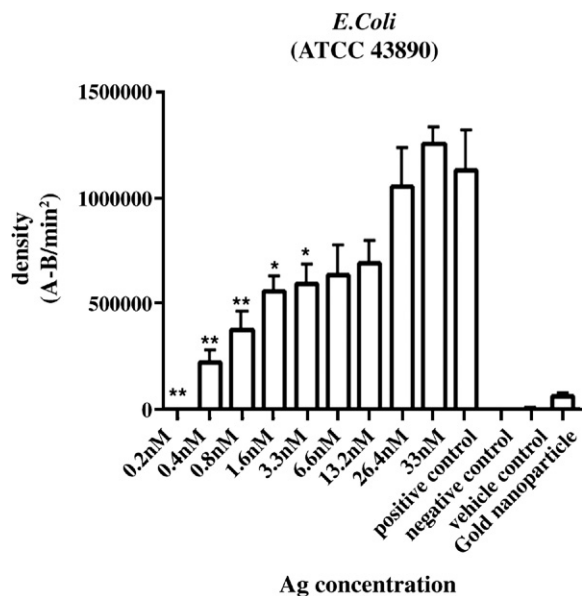 E.Coli
(ATCC 43890)
1500000
1000000
500000
0
density
(A-B/min²)
**
**
**
*
*
0.2nM
0.4nM
0.8nM
1.6nM
3.3nM
6.6nM
13.2nM
26.4nM
33nM
positive control
negative control
vehicle control
Gold nanoparticle
Ag concentration